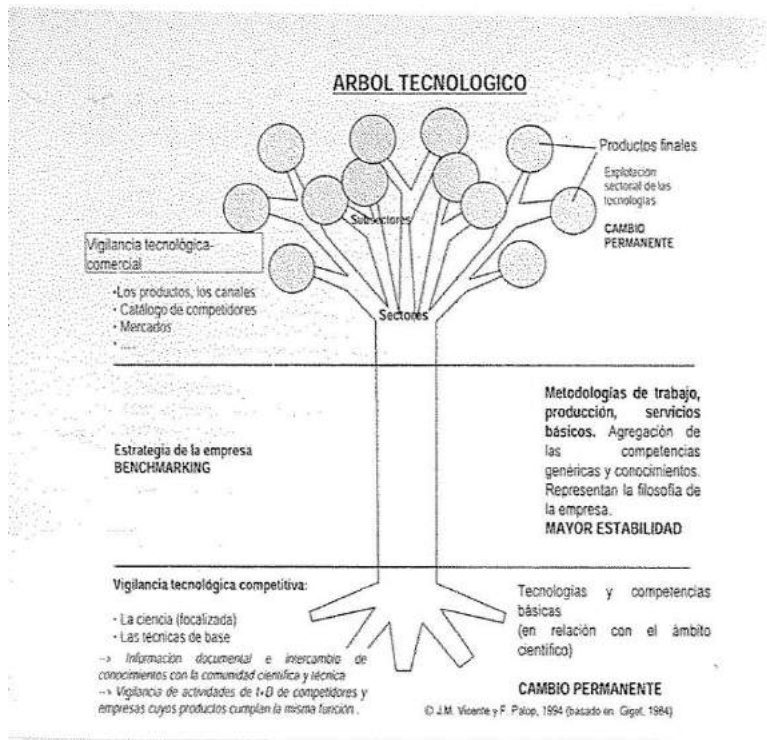 ARBOL TECNOLOGICO
Productos finales
Explotación
sectorial de las
tecnologías
CAMBIO
PERMANENTE
Subsectores
Vigilancia tecnológica-
comercial
•Los productos, los canales
• Catálogo de competidores
• Mercados
• .....
Sectores
Metodologías de trabajo,
producción, servicios
básicos. Agregación de
las competencias
genéricas y conocimientos.
Representan la filosofía de
la empresa.
MAYOR ESTABILIDAD
Estrategia de la empresa
BENCHMARKING
Vigilancia tecnológica competitiva:
• La ciencia (focalizada)
• Las técnicas de base
--> Información documental e intercambio de
conocimientos con la comunidad científica y técnica
--> Vigilancia de actividades de I+D de competidores y
empresas cuyos productos cumplan la misma función .
Tecnologías y competencias
básicas
(en relación con el ámbito
científico)
CAMBIO PERMANENTE
© J.M. Vicente y F. Palop, 1994 (basado en: Giget, 1984)